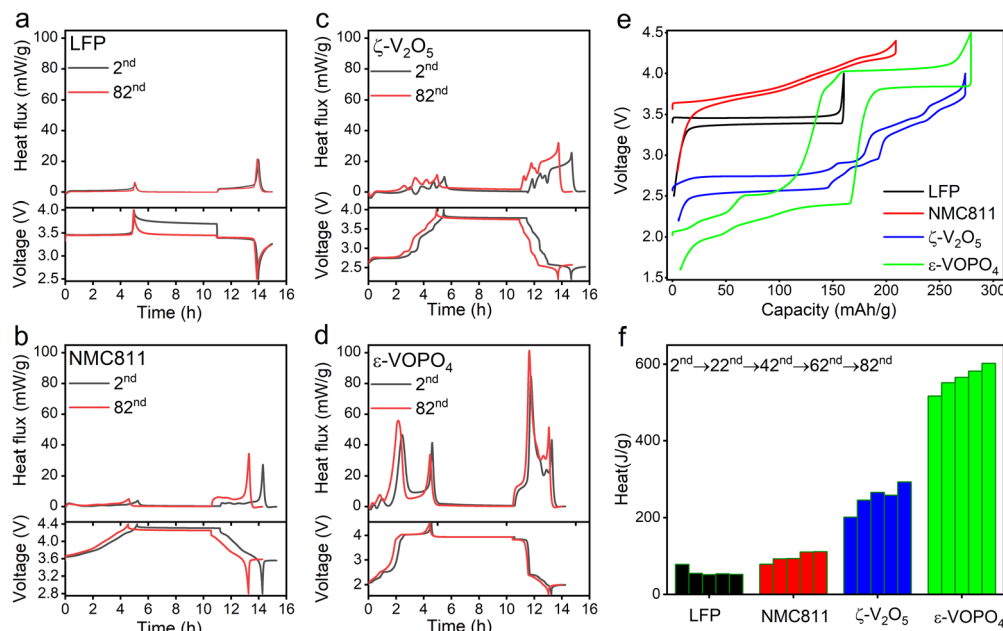 a
LFP
2nd
82nd
Heat flux (mW/g)
100
80
60
40
20
0
Voltage (V)
4.0
3.5
3.0
2.5
0 2 4 6 8 10 12 14 16
Time (h)
b
NMC811
2nd
82nd
Heat flux (mW/g)
100
80
60
40
20
0
Voltage (V)
4.4
4.0
3.6
3.2
2.8
0 2 4 6 8 10 12 14 16
Time (h)
c
ζ-V₂O₅
2nd
82nd
Heat flux (mW/g)
100
80
60
40
20
0
Voltage (V)
4.0
3.5
3.0
2.5
0 2 4 6 8 10 12 14 16
Time (h)
d
ε-VOPO₄
2nd
82nd
Heat flux (mW/g)
100
80
60
40
20
0
Voltage (V)
4
3
2
0 2 4 6 8 10 12 14 16
Time (h)
e
Voltage (V)
4.5
4.0
3.5
3.0
2.5
2.0
1.5
LFP
NMC811
ζ-V₂O₅
ε-VOPO₄
0 50 100 150 200 250 300
Capacity (mAh/g)
f
2nd→22nd→42nd→62nd→82nd
Heat(J/g)
600
400
200
0
LFP NMC811 ζ-V₂O₅ ε-VOPO₄